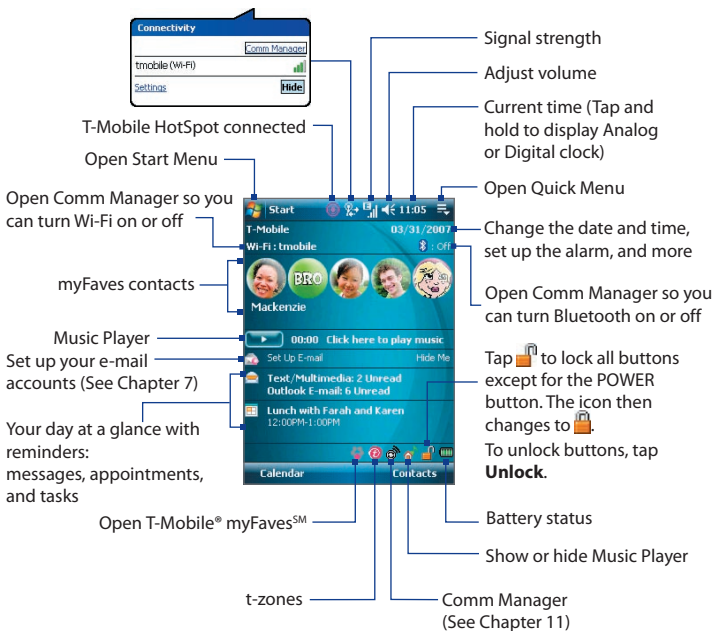 Connectivity
Comm Manager
tmobile (Wi-Fi)
Settings
Hide
T-Mobile HotSpot connected
Open Start Menu
Open Comm Manager so you
can turn Wi-Fi on or off
myFaves contacts
Music Player
Set up your e-mail
accounts (See Chapter 7)
Your day at a glance with
reminders:
messages, appointments,
and tasks
Open T-Mobile® myFavesSM
t-zones
Start
E
11:05
T-Mobile
03/31/2007
Wi-Fi : tmobile
: Off
BRO
Mackenzie
00:00 Click here to play music
Set Up E-mail
Hide Me
Text/Multimedia: 2 Unread
Outlook E-mail: 6 Unread
Lunch with Farah and Karen
12:00PM-1:00PM
Calendar
Contacts
Signal strength
Adjust volume
Current time (Tap and
hold to display Analog
or Digital clock)
Open Quick Menu
Change the date and time,
set up the alarm, and more
Open Comm Manager so you
can turn Bluetooth on or off
Tap to lock all buttons
except for the POWER
button. The icon then
changes to .
To unlock buttons, tap
Unlock.
Battery status
Show or hide Music Player
Comm Manager
(See Chapter 11)